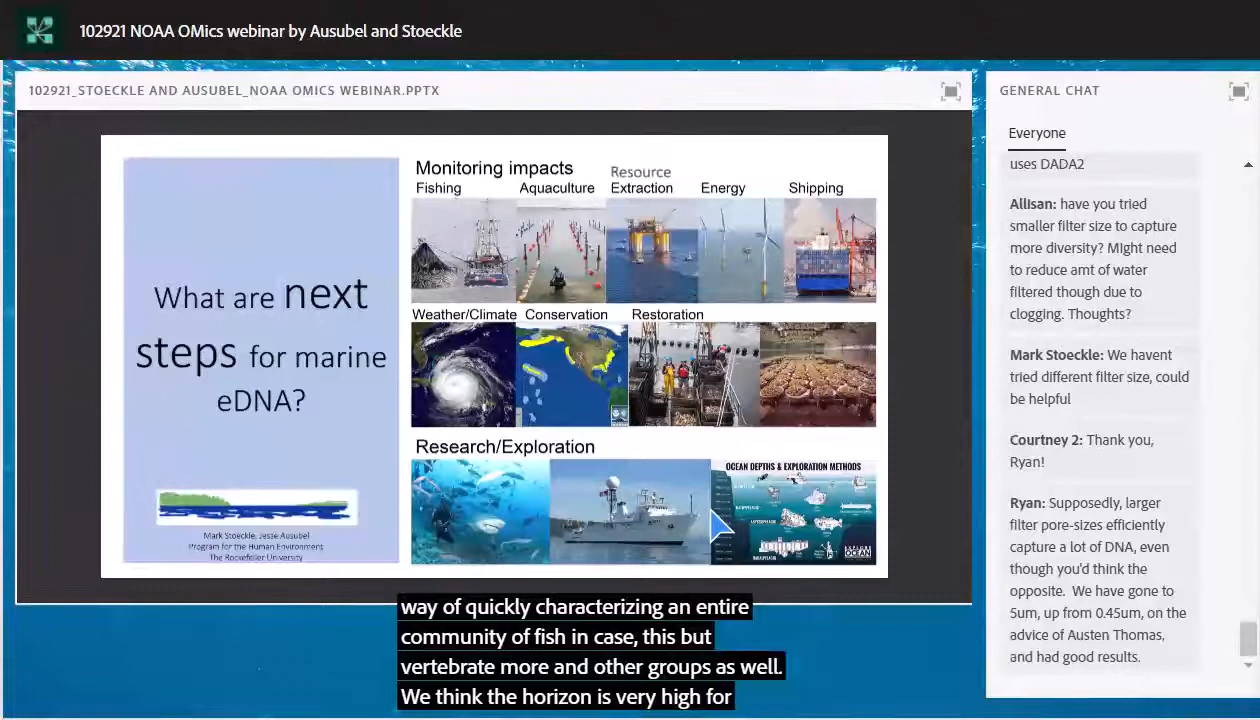 102921 NOAA OMics webinar by Ausubel and Stoeckle
102921_STOECKLE AND AUSUBEL_NOAA OMICS WEBINAR.PPTX
What are next
steps for marine
eDNA?
Mark Stoeckle, Jesse Ausubel
Program for the Human Environment
The Rockefeller University
Monitoring impacts
Fishing
Aquaculture
Resource
Extraction
Energy
Shipping
Weather/Climate
Conservation
Restoration
Research/Exploration
OCEAN DEPTHS & EXPLORATION METHODS
way of quickly characterizing an entire
community of fish in case, this but
vertebrate more and other groups as well.
We think the horizon is very high for
GENERAL CHAT
Everyone
uses DADA2
Allisan: have you tried
smaller filter size to capture
more diversity? MIght need
to reduce amt of water
filtered though due to
clogging. Thoughts?
Mark Stoeckle: We havent
tried different filter size, could
be helpful
Courtney 2: Thank you,
Ryan!
Ryan: Supposedly, larger
filter pore-sizes efficiently
capture a lot of DNA, even
though you'd think the
opposite. We have gone to
5um, up from 0.45um, on the
advice of Austen Thomas,
and had good results.